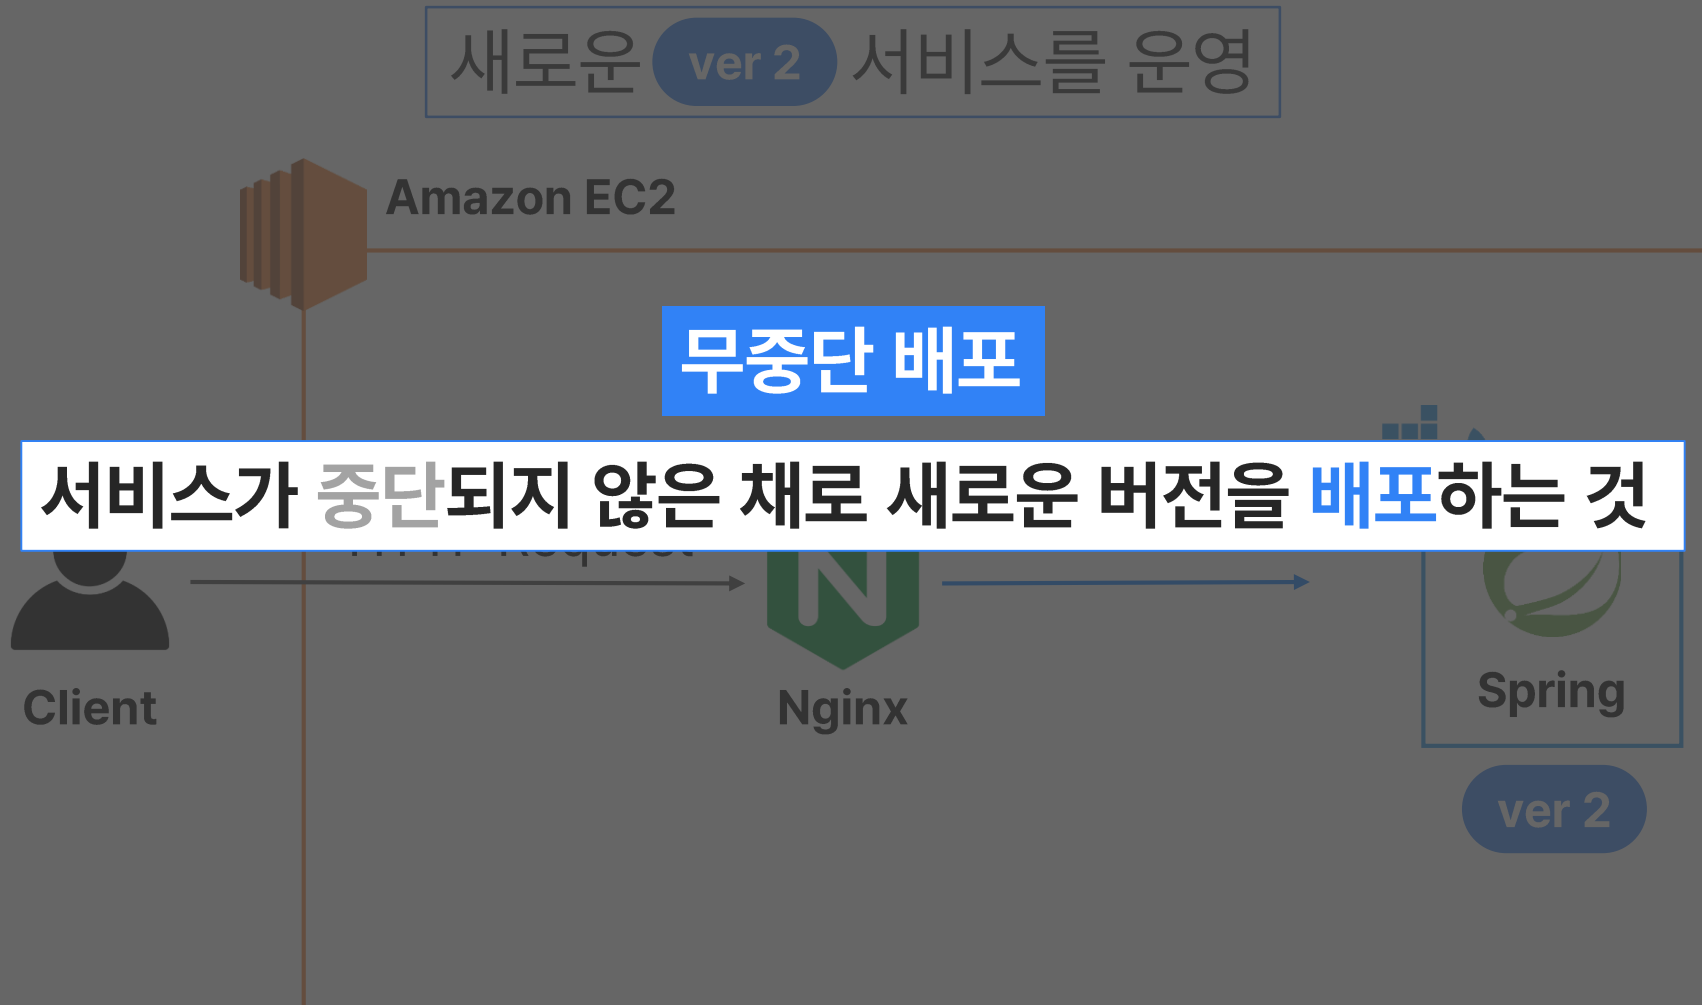 새로운 ver 2 서비스를 운영
Amazon EC2
무중단 배포
서비스가 중단되지 않은 채로 새로운 버전을 배포하는 것
Client
Nginx
Spring
ver 2